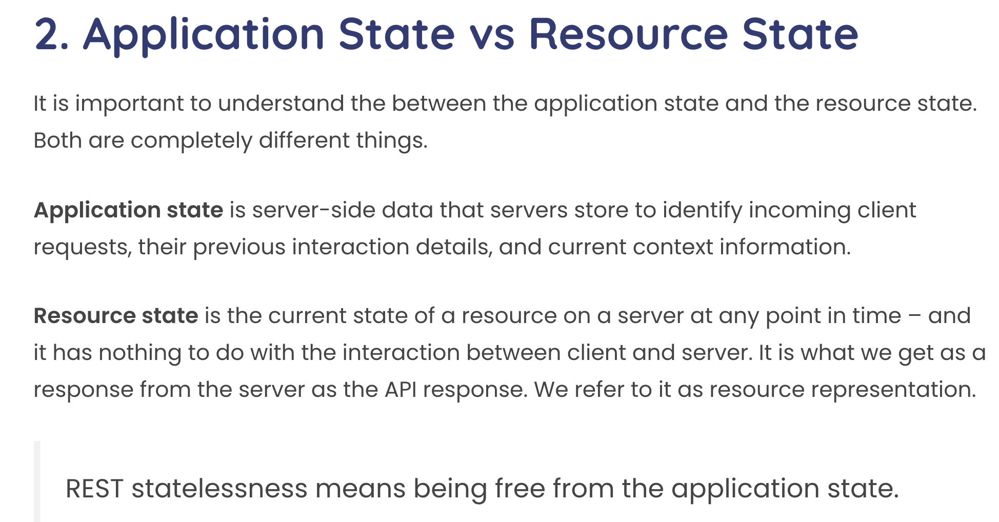 2. Application State vs Resource State
It is important to understand the between the application state and the resource state.
Both are completely different things.
Application state is server-side data that servers store to identify incoming client
requests, their previous interaction details, and current context information.
Resource state is the current state of a resource on a server at any point in time – and
it has nothing to do with the interaction between client and server. It is what we get as a
response from the server as the API response. We refer to it as resource representation.
REST statelessness means being free from the application state.